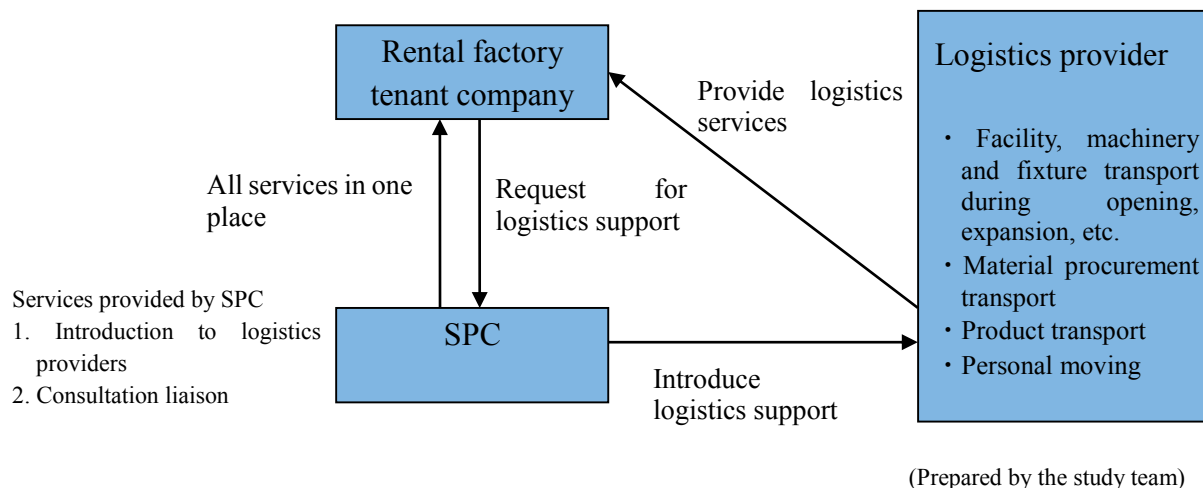 Rental factory
tenant company
Logistics provider
・ Facility, machinery
and fixture transport
during opening,
expansion, etc.
・ Material procurement
transport
・ Product transport
・ Personal moving
Provide logistics
services
All services in one
place
Request for
logistics support
Services provided by SPC
1. Introduction to logistics
providers
2. Consultation liaison
SPC
Introduce
logistics support
(Prepared by the study team)